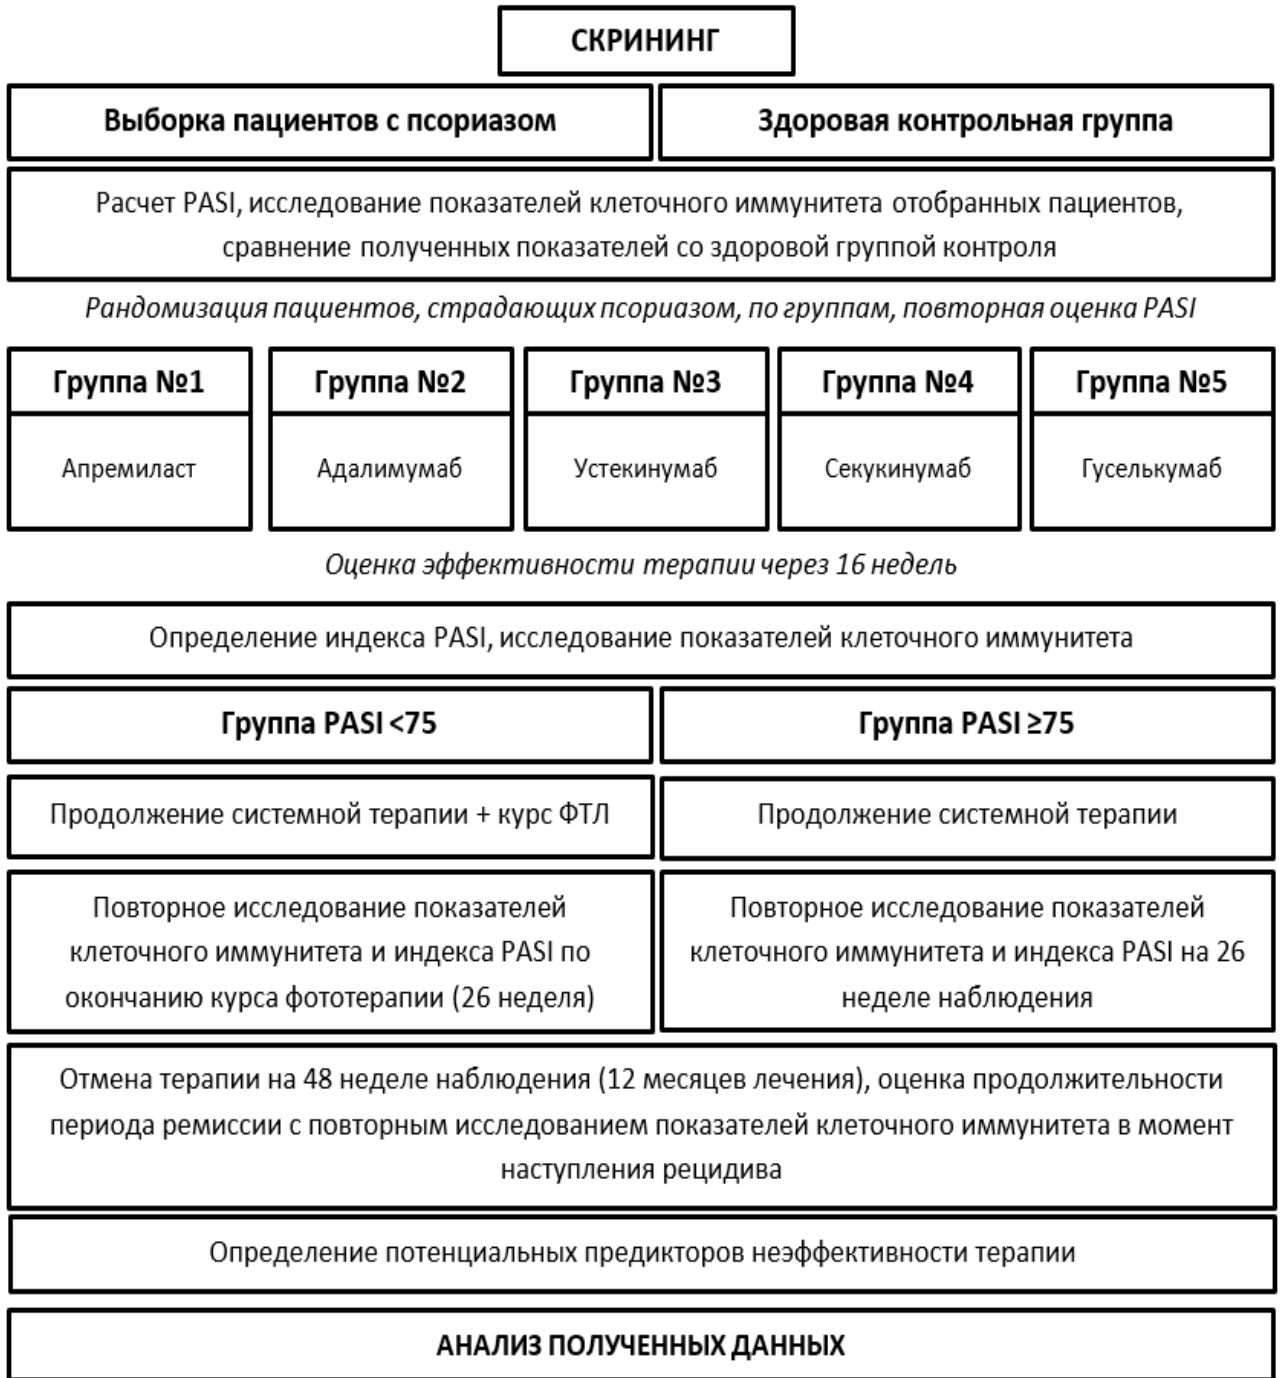 СКРИНИНГ
Выборка пациентов с псориазом
Здоровая контрольная группа
Расчет PASI, исследование показателей клеточного иммунитета отобранных пациентов,
сравнение полученных показателей со здоровой группой контроля
Рандомизация пациентов, страдающих псориазом, по группам, повторная оценка PASI
Группа №1
Группа №2
Группа №3
Группа №4
Группа №5
Апремиласт
Адалимумаб
Устекинумаб
Секукинумаб
Гуселькумаб
Оценка эффективности терапии через 16 недель
Определение индекса PASI, исследование показателей клеточного иммунитета
Группа PASI <75
Группа PASI ≥75
Продолжение системной терапии + курс ФТЛ
Продолжение системной терапии
Повторное исследование показателей
клеточного иммунитета и индекса PASI по
окончанию курса фототерапии (26 неделя)
Повторное исследование показателей
клеточного иммунитета и индекса PASI на 26
неделе наблюдения
Отмена терапии на 48 неделе наблюдения (12 месяцев лечения), оценка продолжительности
периода ремиссии с повторным исследованием показателей клеточного иммунитета в момент
наступления рецидива
Определение потенциальных предикторов неэффективности терапии
АНАЛИЗ ПОЛУЧЕННЫХ ДАННЫХ